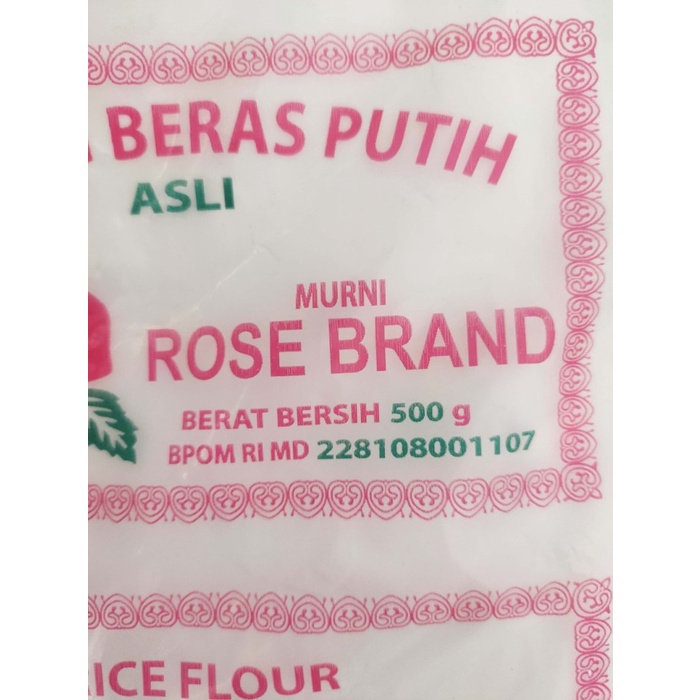 BERAS PUTIH
ASLI
MURNI
ROSE BRAND
BERAT BERSIH 500 g
BPOM RI MD 228108001107
ICE FLOUR